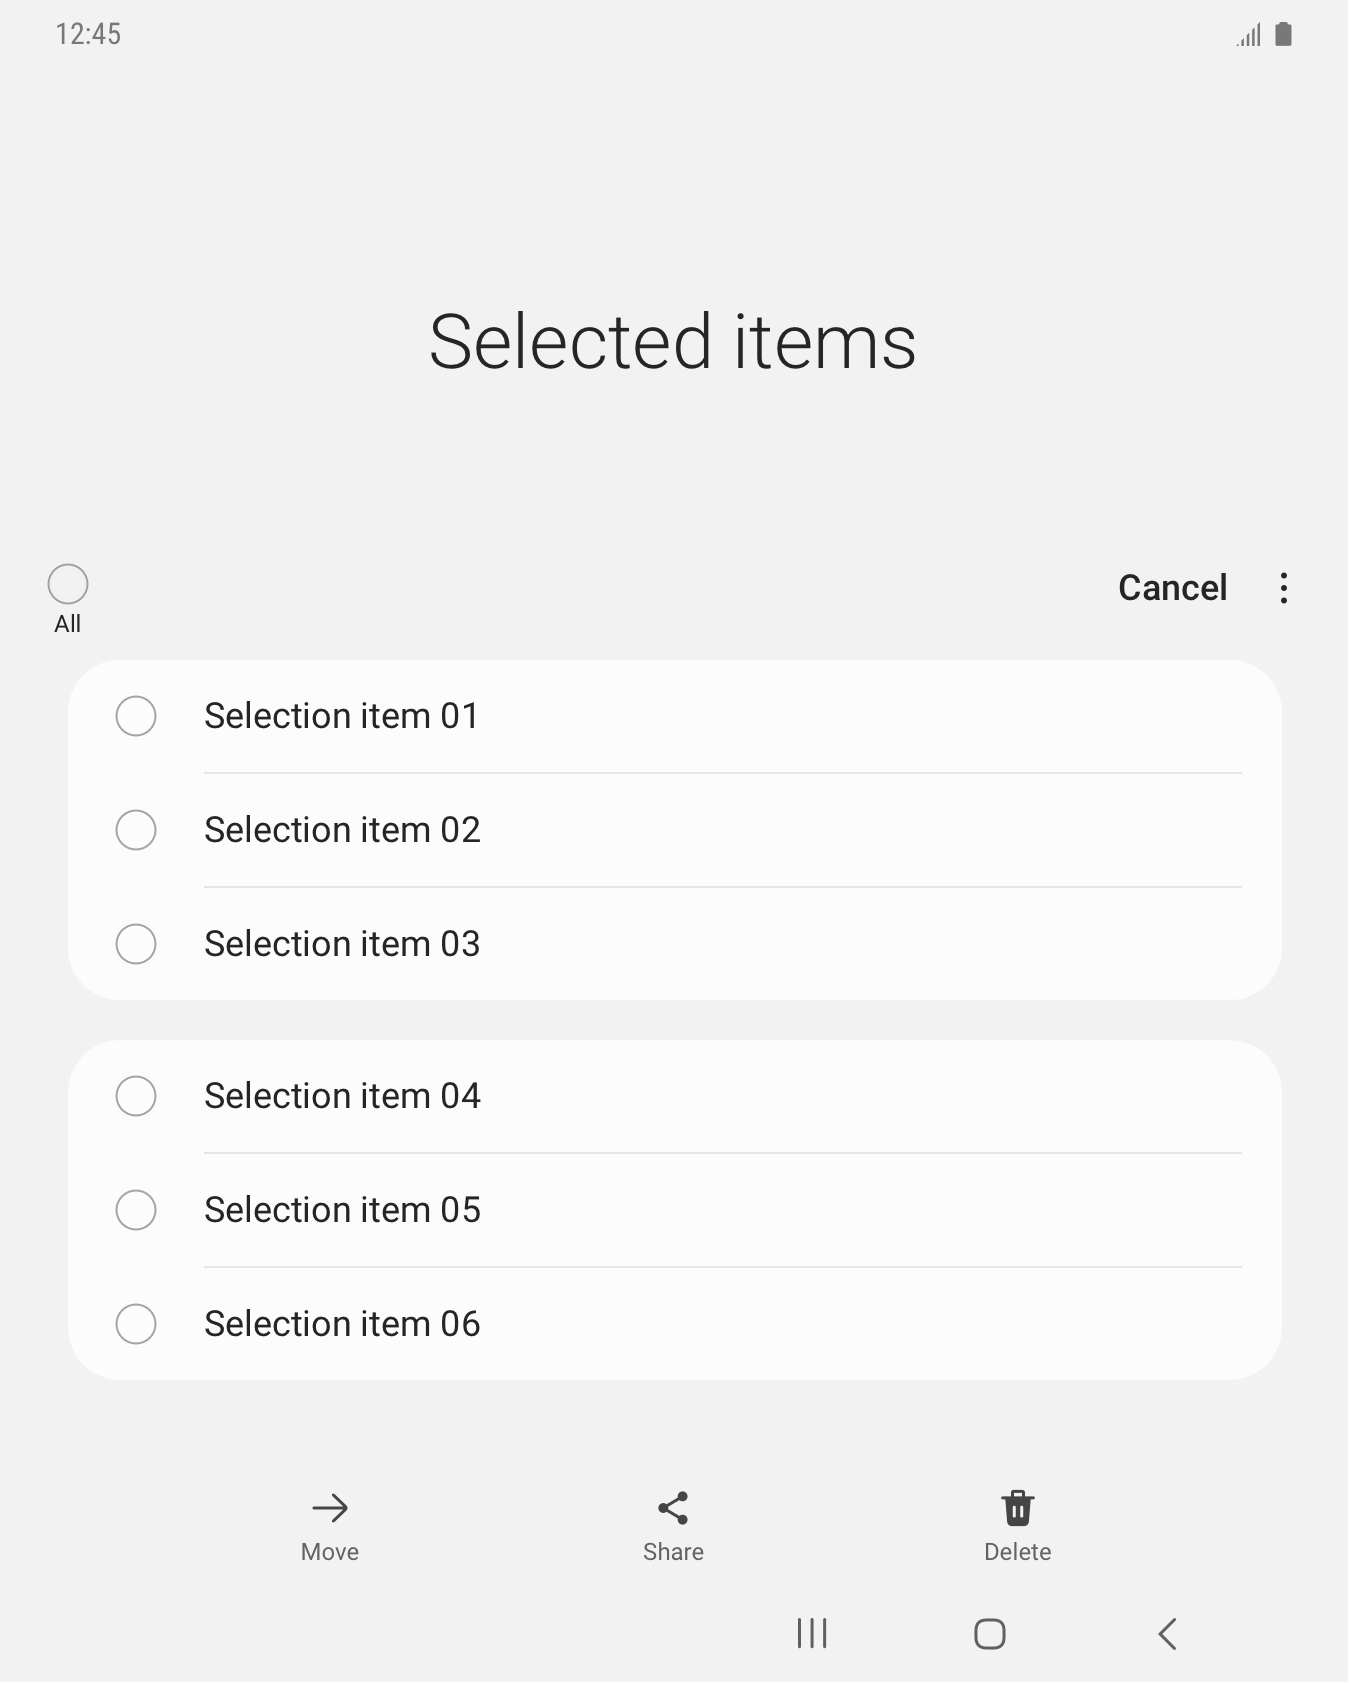 12:45
Selected items
All
Cancel
Selection item 01
Selection item 02
Selection item 03
Selection item 04
Selection item 05
Selection item 06
Move
Share
Delete